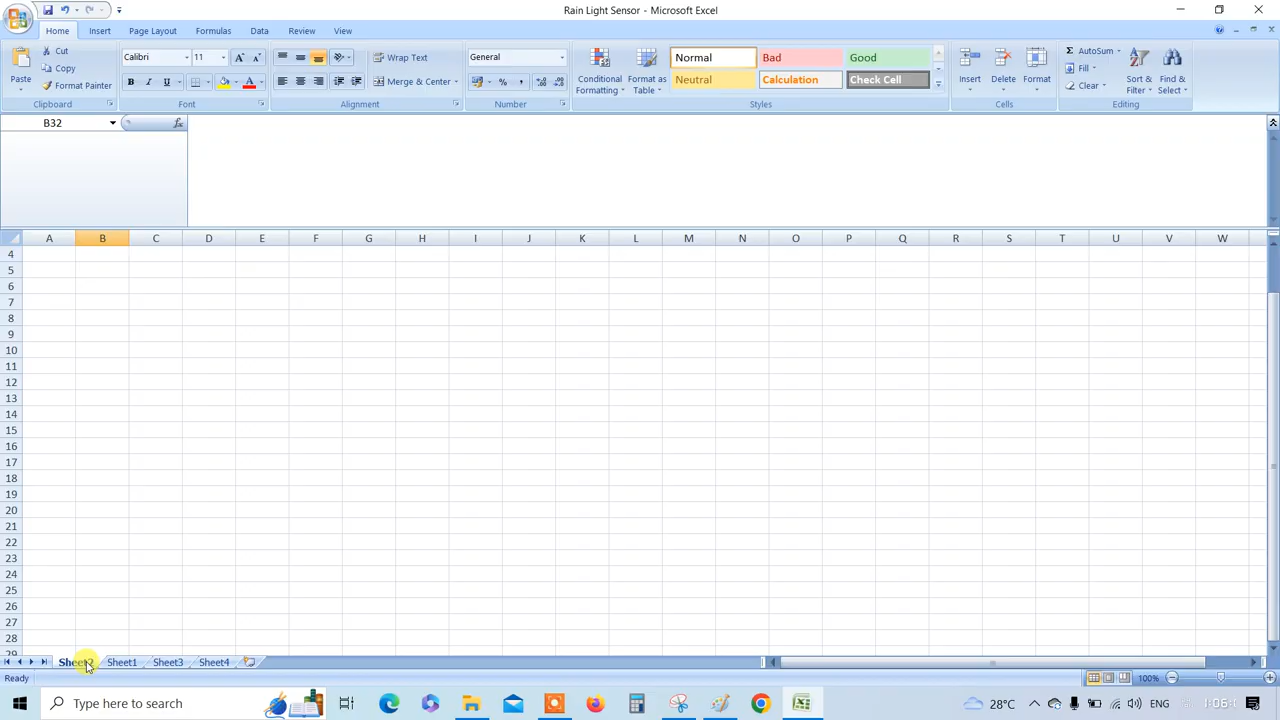 Rain Light Sensor - Microsoft Excel
Home Insert Page Layout Formulas Data Review View
Paste
Cut
Copy
Format Painter
Clipboard
Calibri 11
B I U
Font
Wrap Text
Merge & Center
Alignment
General
% ,
Number
Conditional Formatting
Format as Table
Normal Bad Good
Neutral Calculation Check Cell
Styles
Insert Delete Format
Cells
AutoSum
Fill
Clear
Sort & Filter
Find & Select
Editing
B32 fx
A B C D E F G H I J K L M N O P Q R S T U V W
4
5
6
7
8
9
10
11
12
13
14
15
16
17
18
19
20
21
22
23
24
25
26
27
28
29
Sheet2 Sheet1 Sheet3 Sheet4
Ready 100%
Type here to search 28°C ENG